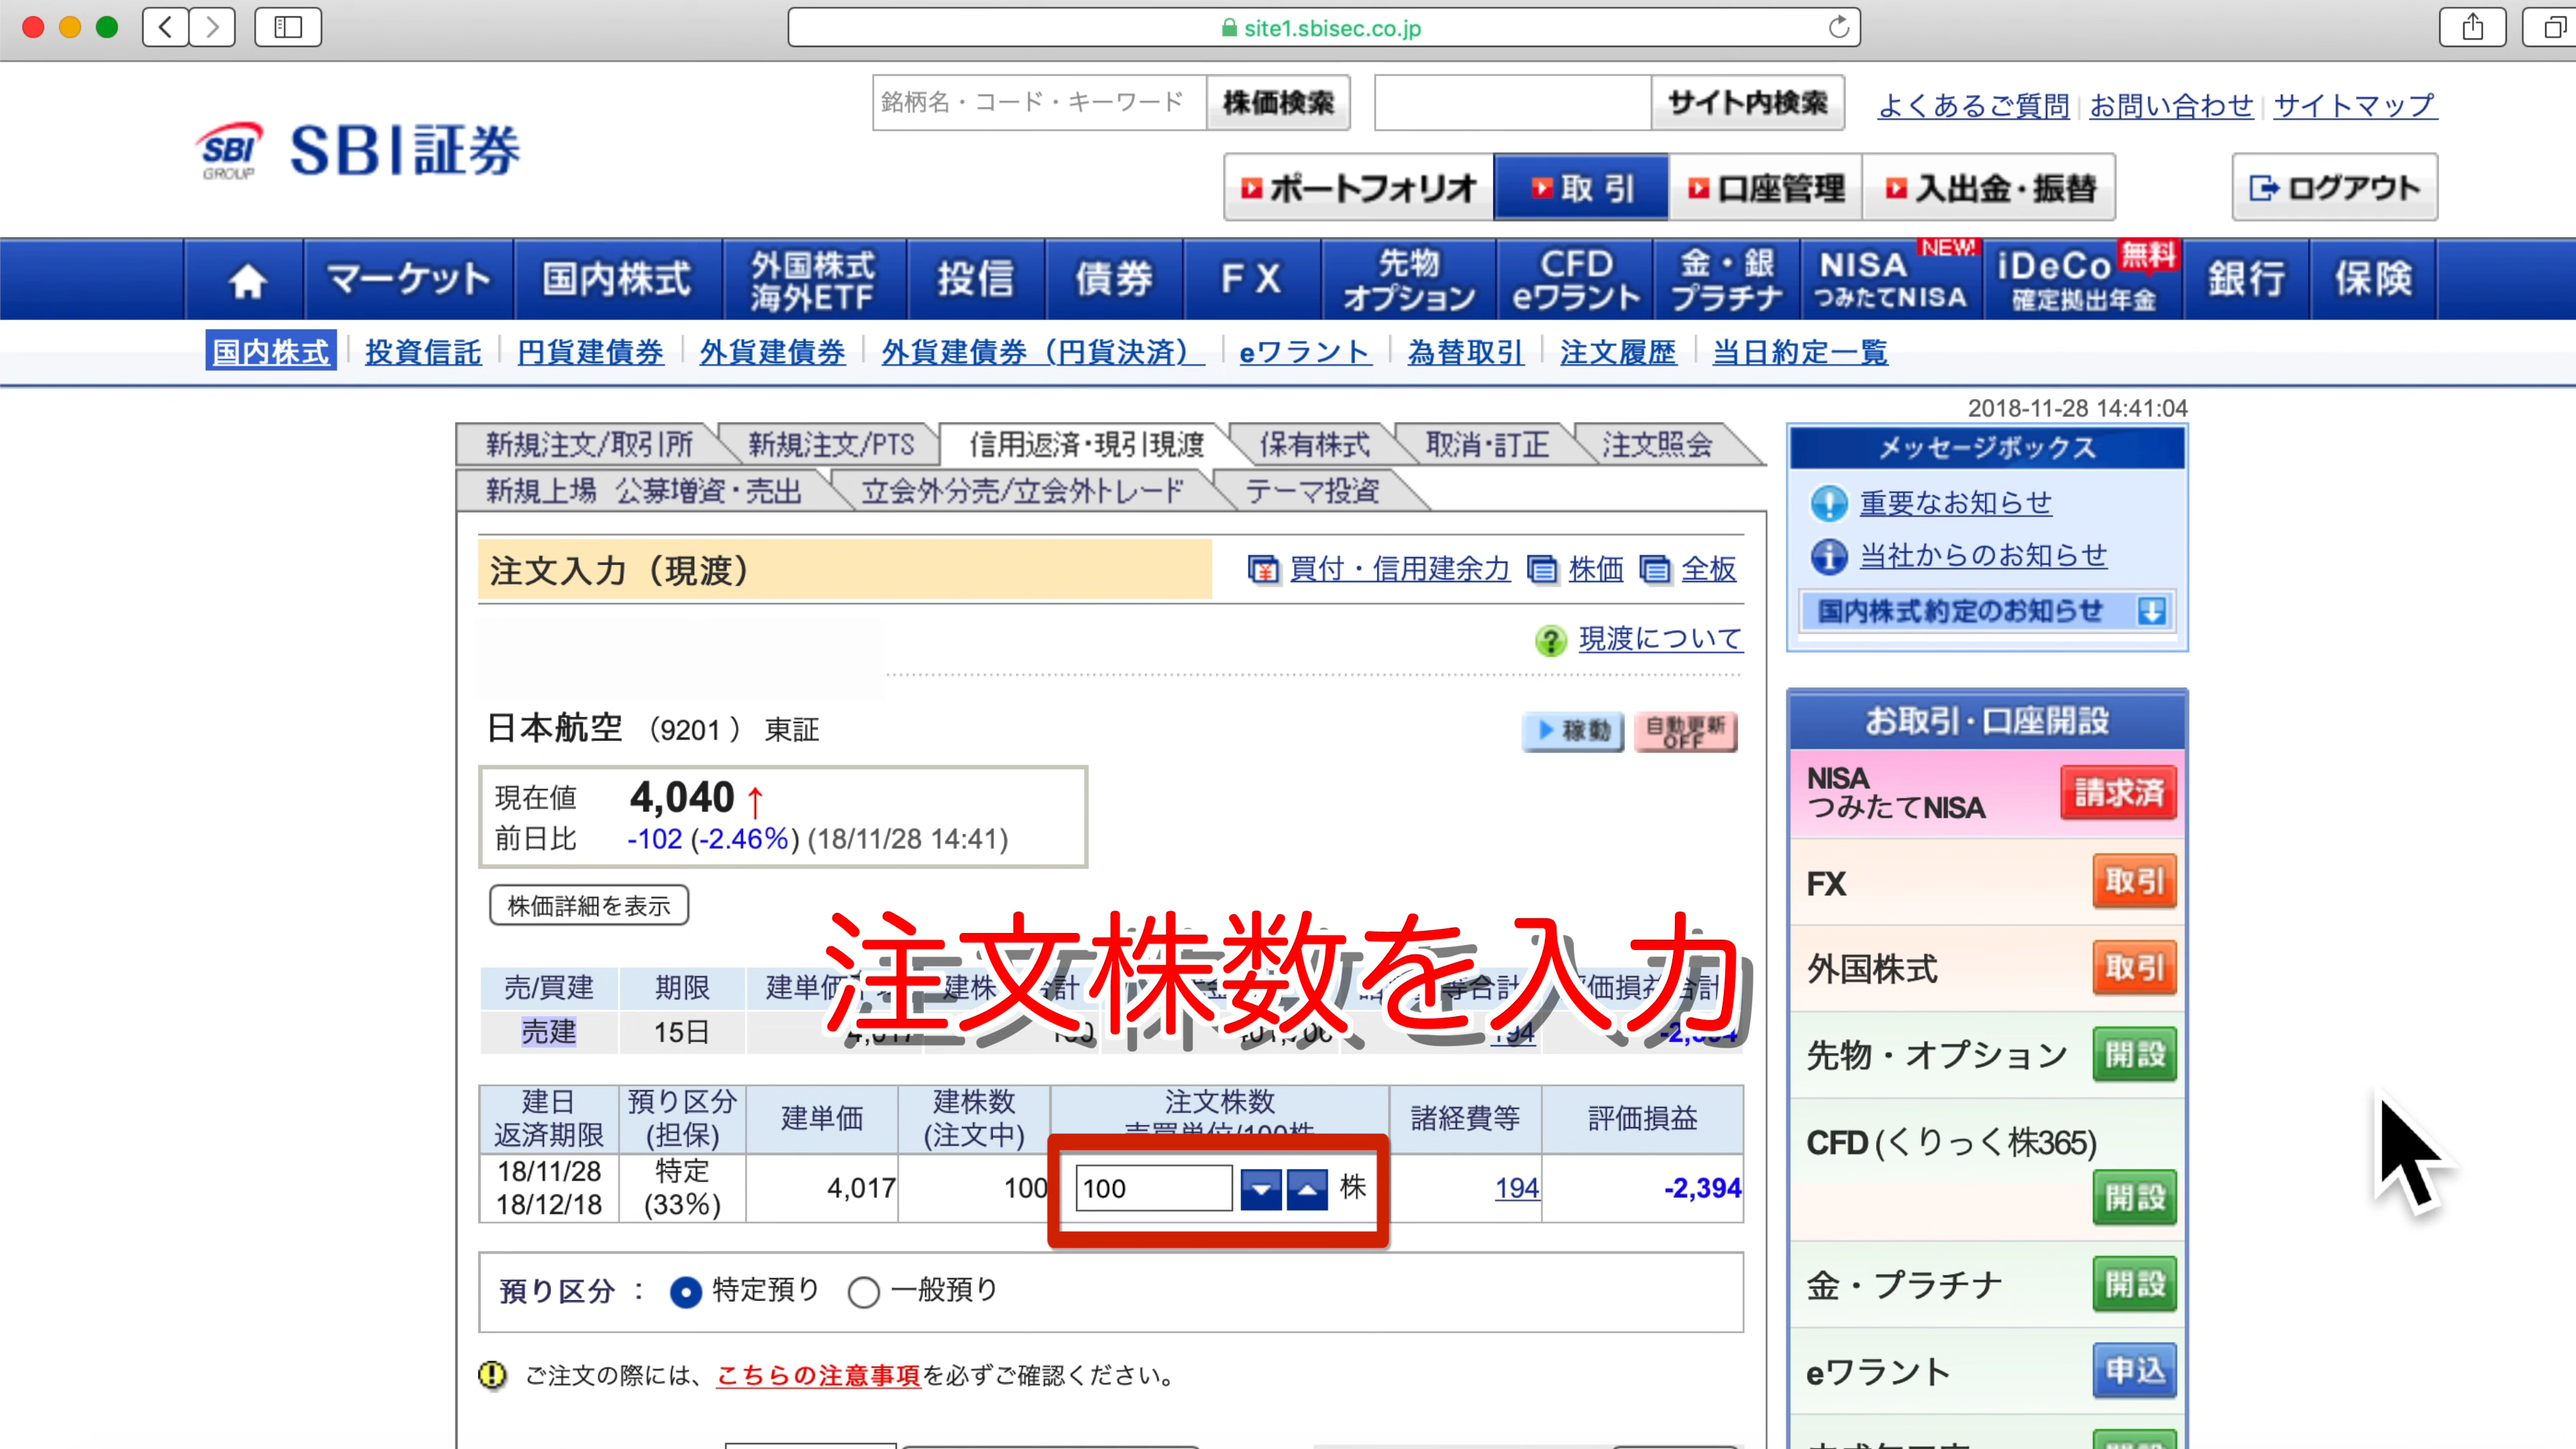 site1.sbisec.co.jp
銘柄名・コード・キーワード 株価検索 サイト内検索 よくあるご質問 お問い合わせ サイトマップ
SBI GROUP SBI証券
ポートフォリオ 取引 口座管理 入出金・振替 ログアウト
マーケット 国内株式 外国株式 海外ETF 投信 債券 FX 先物 オプション CFD eワラント 金・銀 プラチナ NISA NEW! つみたてNISA iDeCo 無料 確定拠出年金 銀行 保険
国内株式 投資信託 円貨建債券 外貨建債券 外貨建債券（円貨決済） eワラント 為替取引 注文履歴 当日約定一覧
2018-11-28 14:41:04
新規注文/取引所 新規注文/PTS 信用返済・現引現渡 保有株式 取消・訂正 注文照会
新規上場 公募増資・売出 立会外分売/立会外トレード テーマ投資
注文入力（現渡） 買付・信用建余力 株価 全板
現渡について
日本航空 （9201） 東証 稼動 自動更新 OFF
現在値 4,040↑
前日比 -102 (-2.46%) (18/11/28 14:41)
株価詳細を表示
注文株数を入力
売/買建 期限
売建 15日 194
建日 返済期限 預り区分 (担保) 建単価 建株数 (注文中) 注文株数 売買単位/100株 諸経費等 評価損益
18/11/28 18/12/18 特定 (33%) 4,017 100 100 株 194 -2,394
預り区分 ： 特定預り 一般預り
ご注文の際には、こちらの注意事項を必ずご確認ください。
メッセージボックス
重要なお知らせ
当社からのお知らせ
国内株式約定のお知らせ
お取引・口座開設
NISA つみたてNISA 請求済
FX 取引
外国株式 取引
先物・オプション 開設
CFD (くりっく株365) 開設
金・プラチナ 開設
eワラント 申込